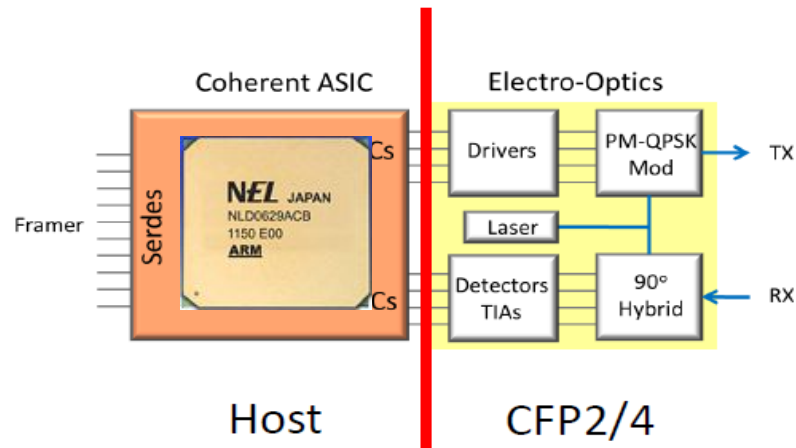 Coherent ASIC
Electro-Optics
Framer
Serdes
Cs
Cs
NEL JAPAN
NLD0629ACB
1150 E00
ARM
Drivers
PM-QPSK
Mod
TX
Laser
Detectors
TIAs
90° 
Hybrid
RX
Host
CFP2/4